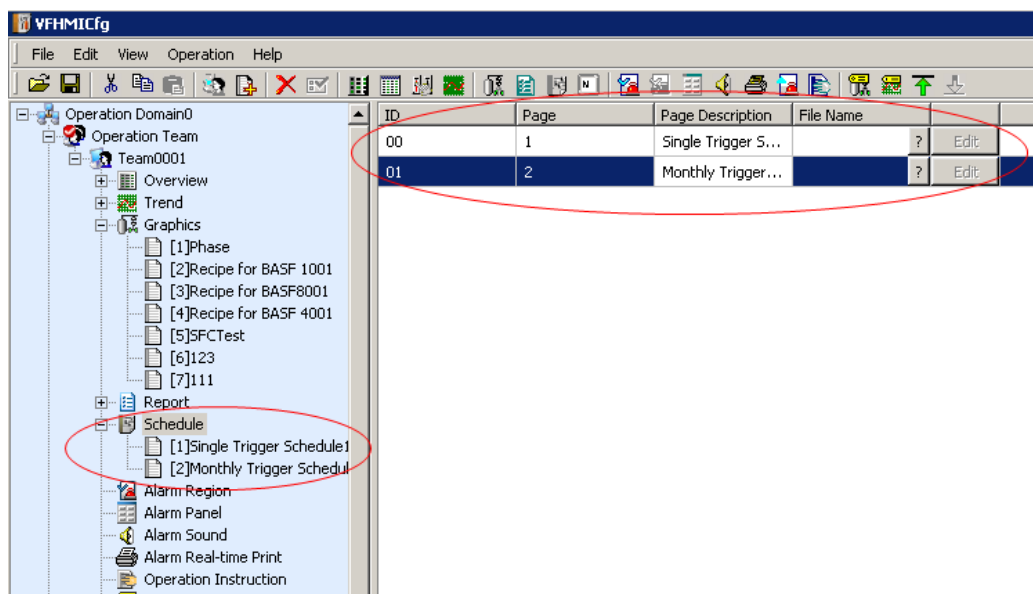 VFHMICfg
File Edit View Operation Help
Operation Domain0
Operation Team
Team0001
Overview
Trend
Graphics
[1]Phase
[2]Recipe for BASF 1001
[3]Recipe for BASF8001
[4]Recipe for BASF 4001
[5]SFCTest
[6]123
[7]111
Report
Schedule
[1]Single Trigger Schedule1
[2]Monthly Trigger Schedul
Alarm Region
Alarm Panel
Alarm Sound
Alarm Real-time Print
Operation Instruction
ID Page Page Description File Name
00 1 Single Trigger S... ? Edit
01 2 Monthly Trigger... ? Edit